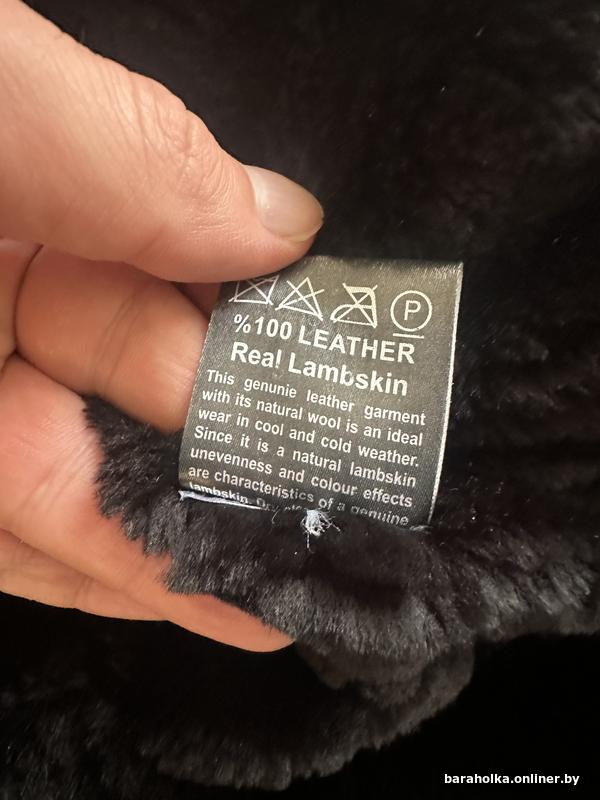 P
%100 LEATHER
Real Lambskin
This genunie leather garment
with its natural wool is an ideal
wear in cool and cold weather.
Since it is a natural lambskin
unevenness and colour effects
are characteristics of a genuine
lambskin.
baraholka.onliner.by